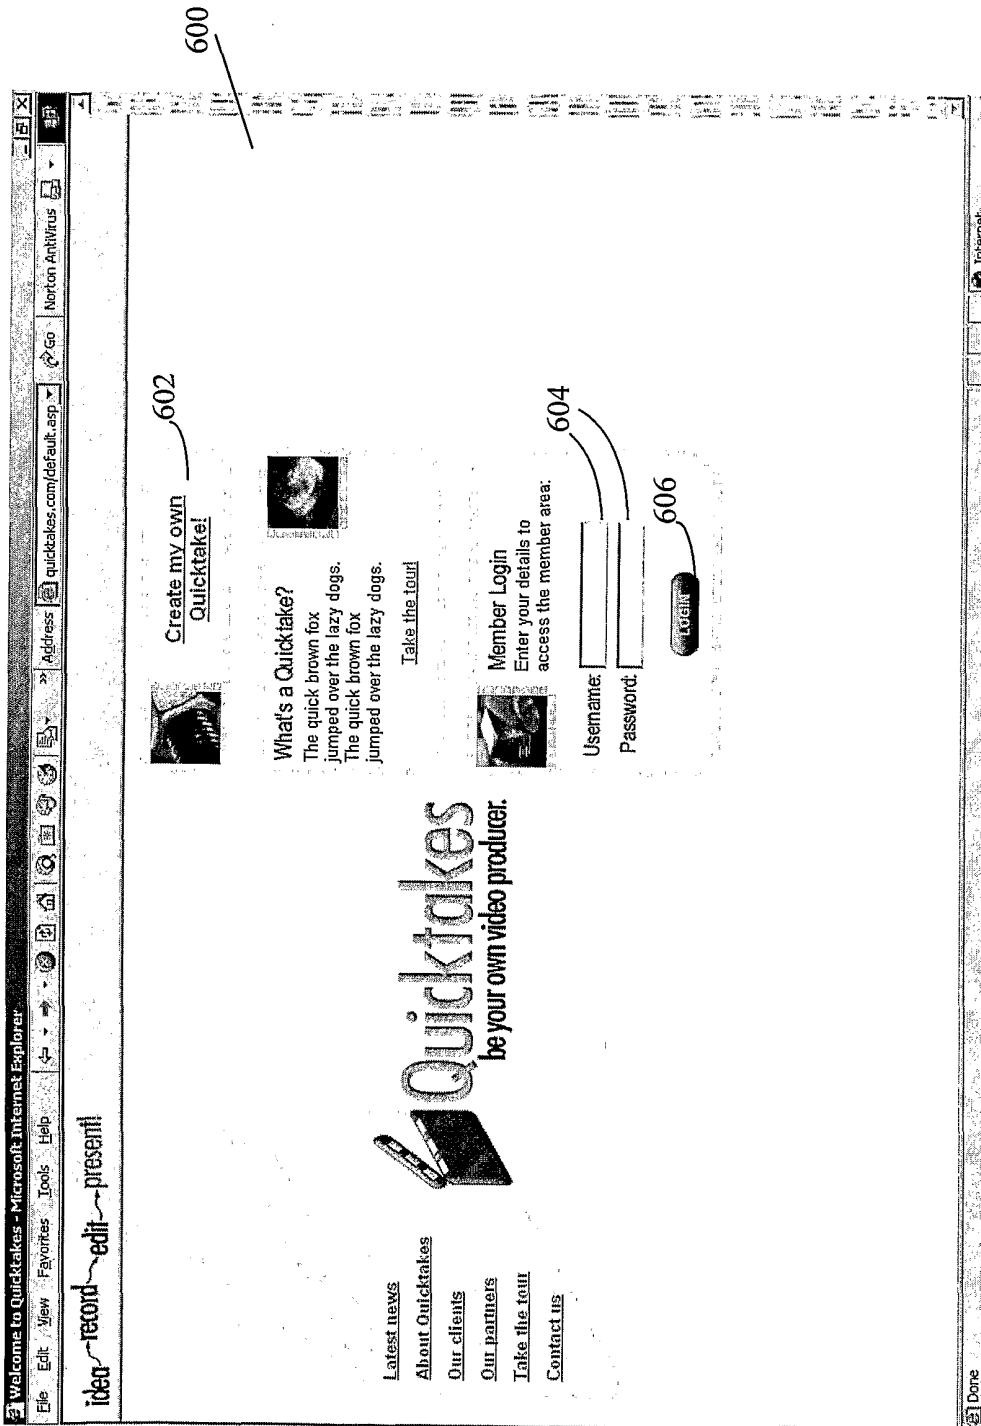 Welcome to Quicktakes - Microsoft Internet Explorer
File Edit View Favorites Tools Help
» Address quicktakes.com/default.asp Go Norton AntiVirus
idea record edit present!
600
Latest news
About Quicktakes
Our clients
Our partners
Take the tour
Contact us
Quicktakes
be your own video producer.
Create my own
Quicktake!
602
What's a Quicktake?
The quick brown fox
jumped over the lazy dogs.
The quick brown fox
jumped over the lazy dogs.
Take the tour!
Member Login
Enter your details to
access the member area:
Username:
Password:
604
LOGIN
606
Done
Internet